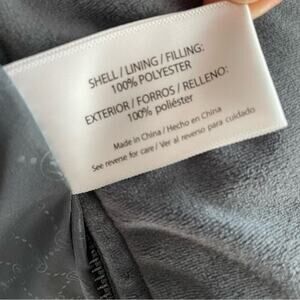 SHELL / LINING / FILLING:
100% POLYESTER
EXTERIOR / FORROS / RELLENO:
100% poliéster
Made in China / Hecho en China
See reverse for care / Ver al reverso para cuidado